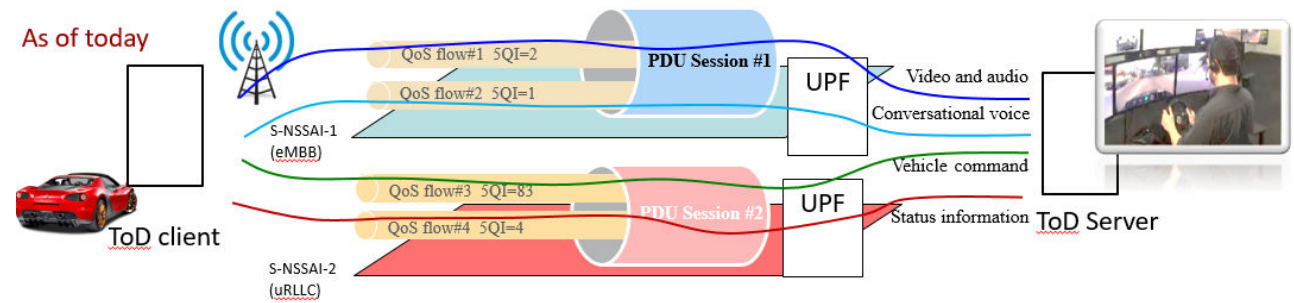 As of today
QoS flow#1 5QI=2
PDU Session #1
UPF
Video and audio
QoS flow#2 5QI=1
Conversational voice
S-NSSAI-1
(eMBB)
Vehicle command
QoS flow#3 5QI=83
PDU Session #2
UPF
Status information
QoS flow#4 5QI=4
ToD client
ToD Server
S-NSSAI-2
(uRLLC)